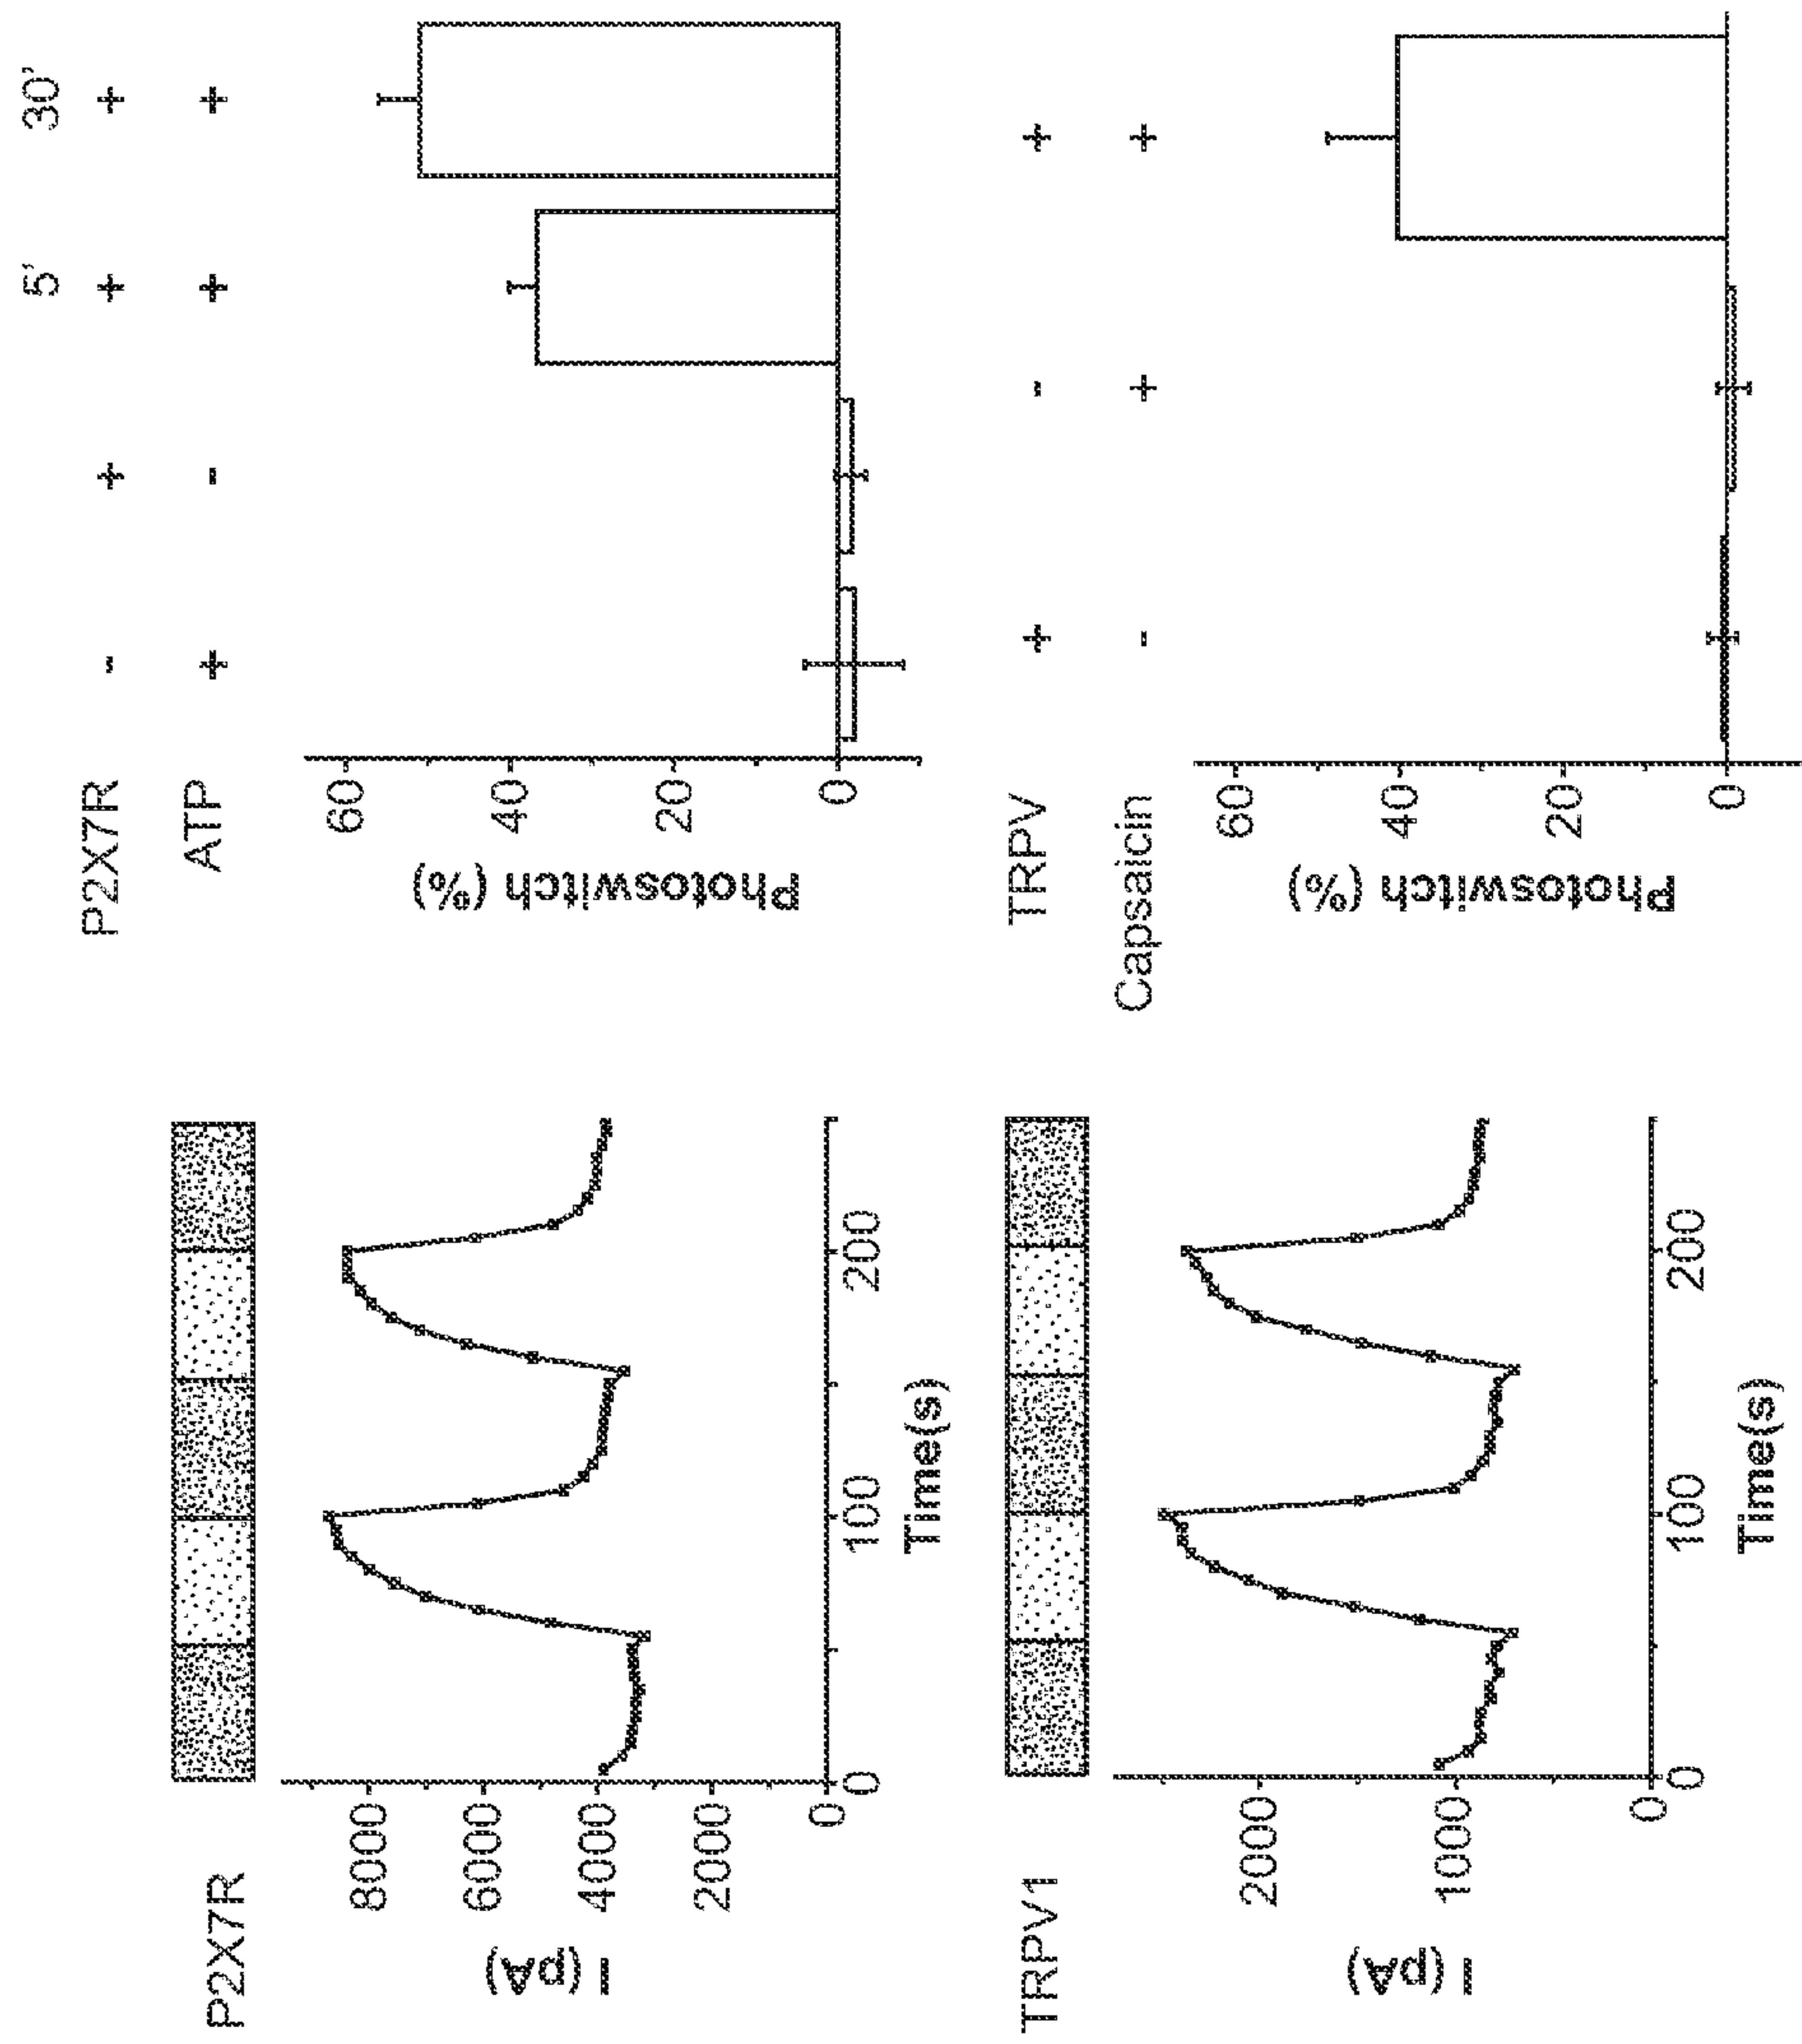 P2X7R
8000
6000
4000
2000
0
I (pA)
0 100 200
Time(s)
5' 30'
P2X7R - + + +
ATP + - + +
60
40
20
0
Photoswitch (%)
TRPV1
2000
1000
0
I (pA)
0 100 200
Time(s)
TRPV + - +
Capsaicin - + +
60
40
20
0
Photoswitch (%)